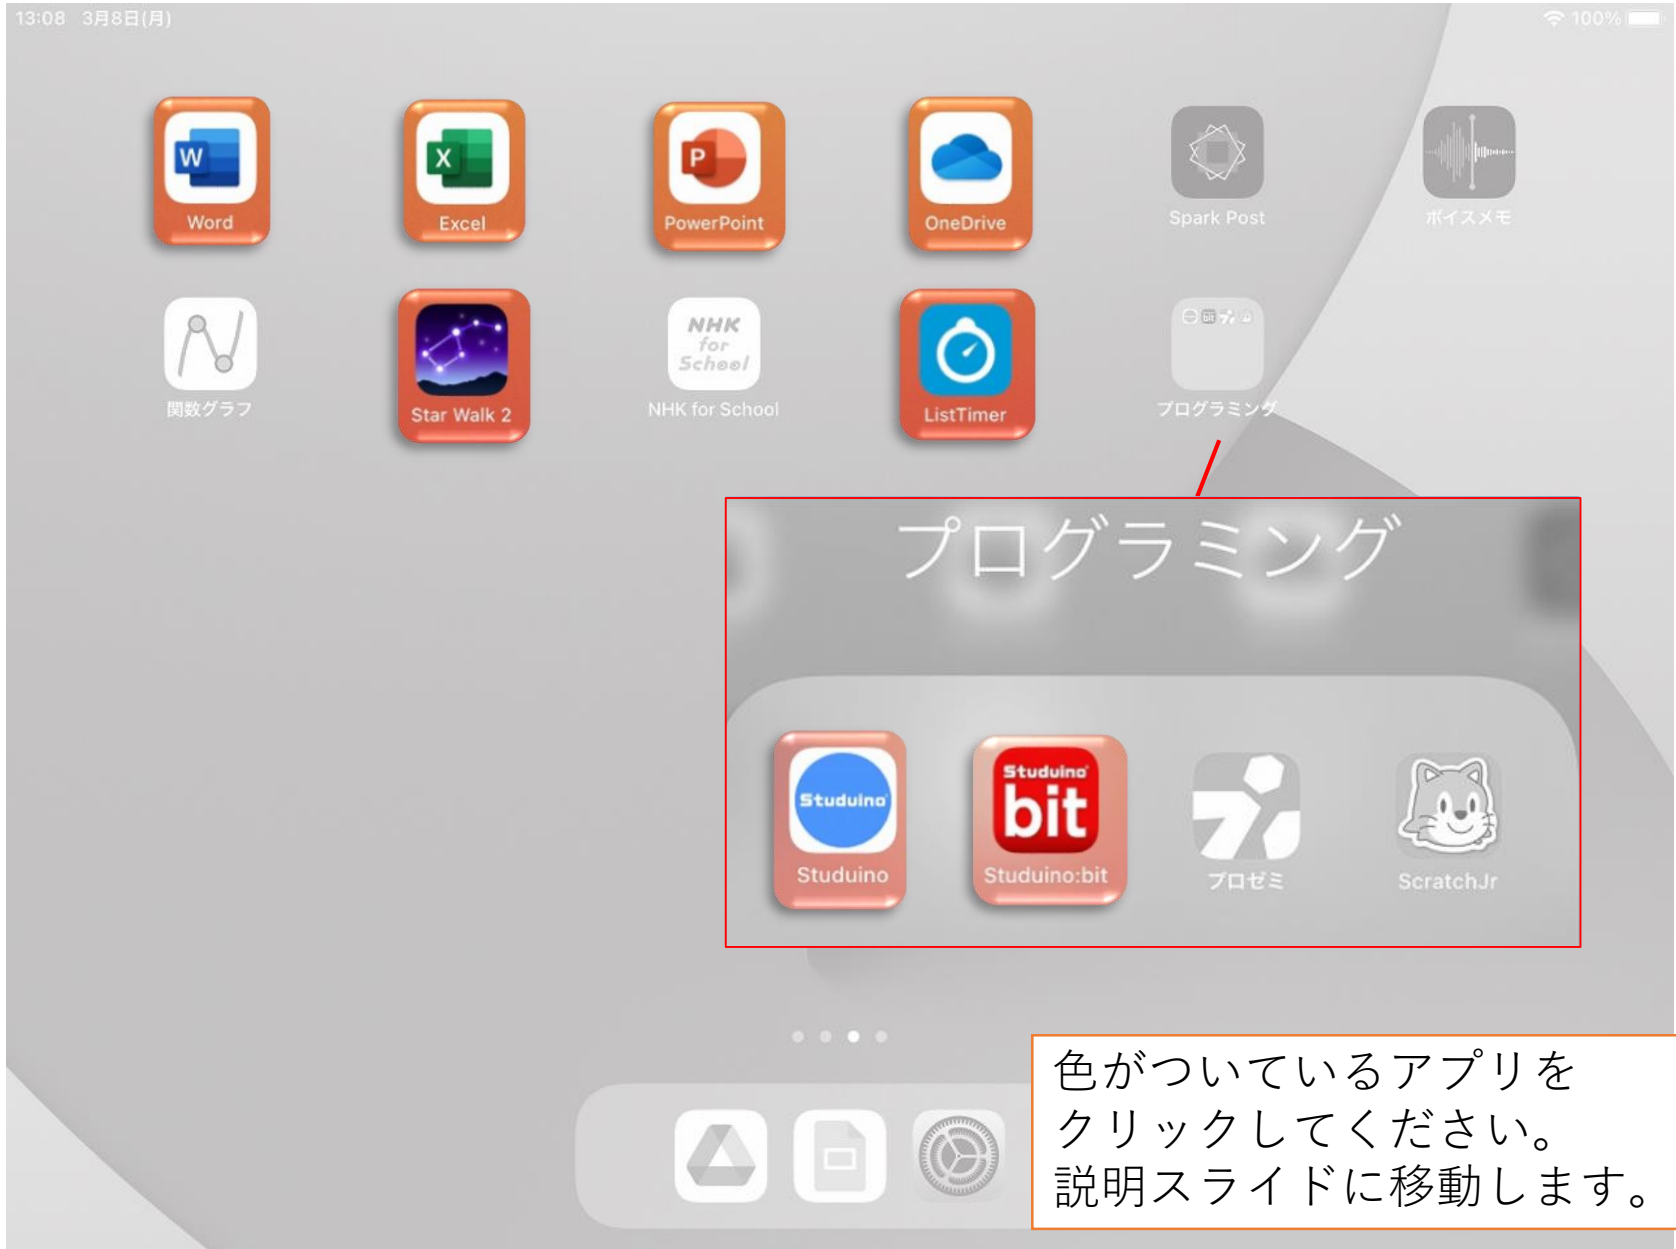 13:08 3月8日(月)
100%
W
X
P
Word
Excel
PowerPoint
OneDrive
Spark Post
ボイスメモ
NHK
for
School
bit
関数グラフ
Star Walk 2
NHK for School
ListTimer
プログラミング
プログラミング
Studuino
Studuino
bit
Studuino
Studuino:bit
プロゼミ
ScratchJr
色がついているアプリを
クリックしてください。
説明スライドに移動します。